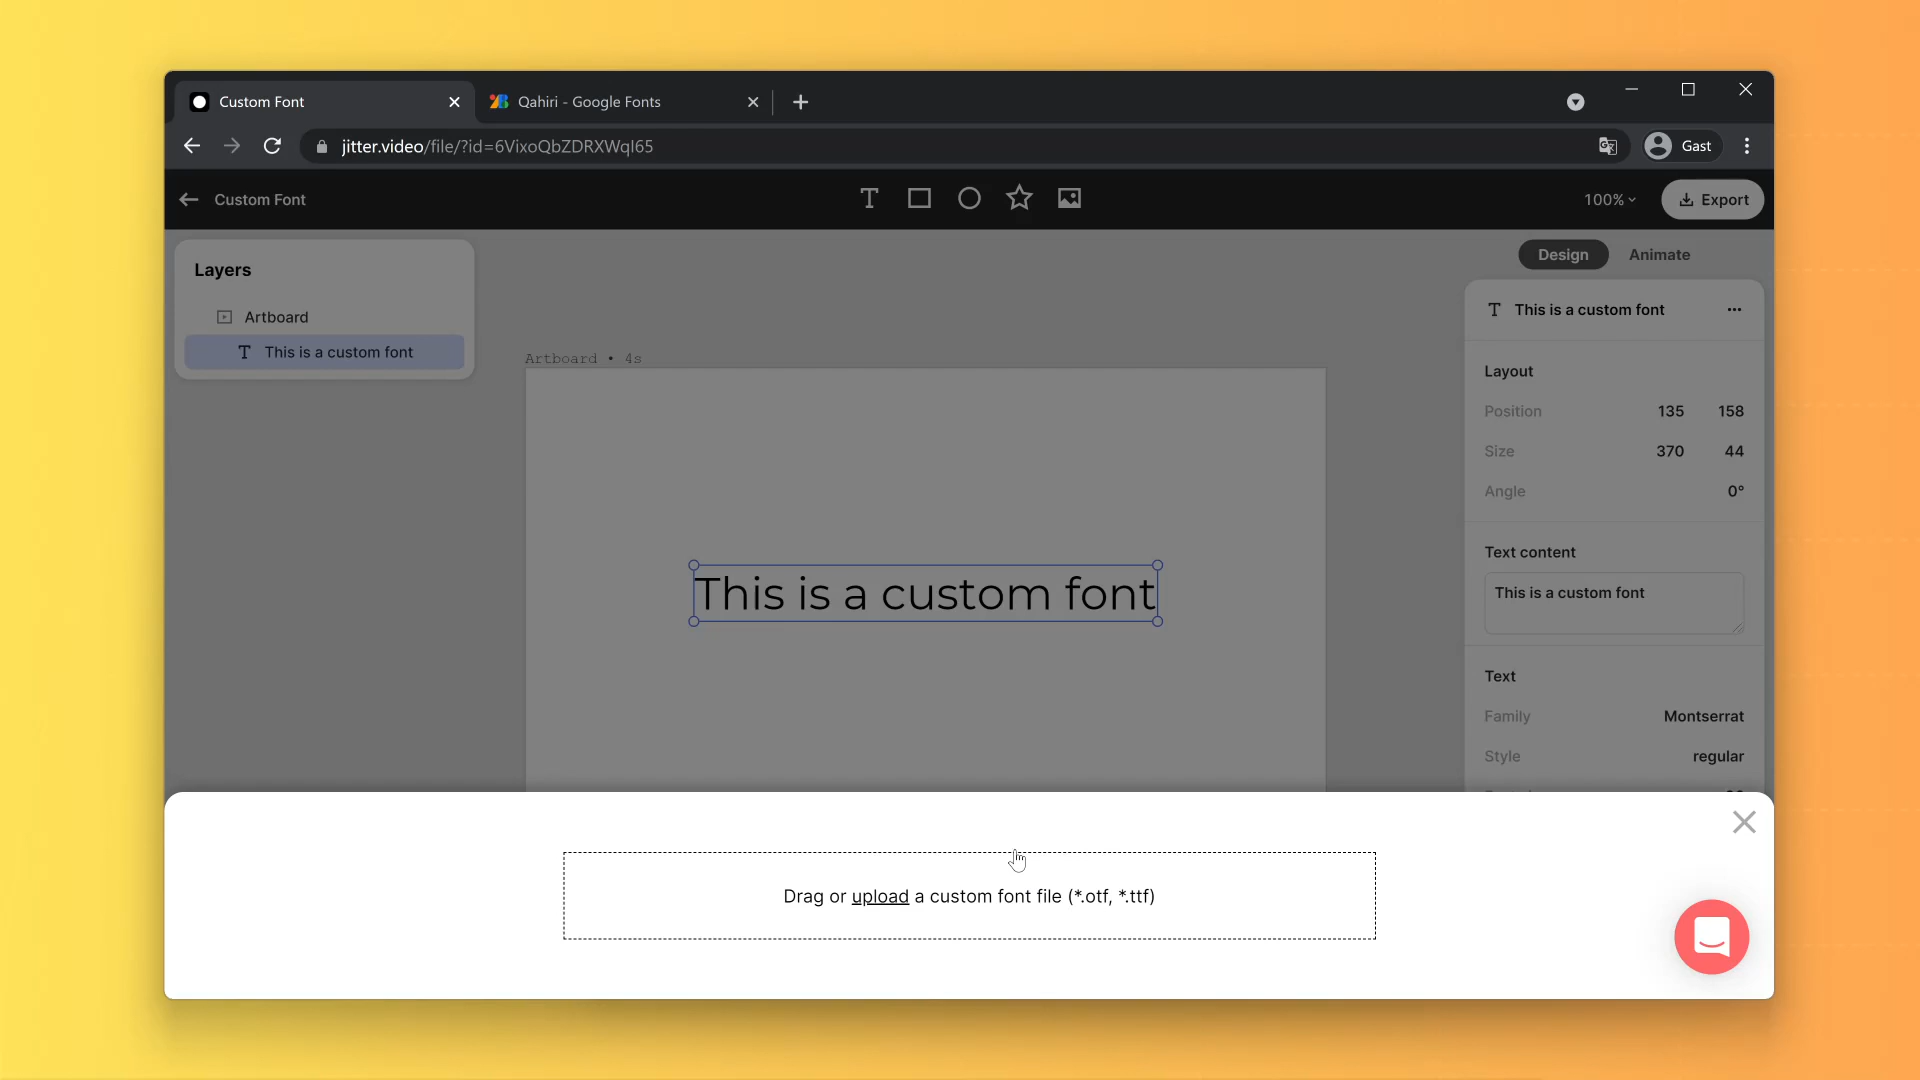 Custom Font
Qahiri - Google Fonts
jitter.video/file/?id=6VixoQbZDRXWqI65
Gast
Custom Font
100%
Export
Layers
Artboard
This is a custom font
Artboard • 4s
This is a custom font
Design
Animate
This is a custom font
Layout
Position 135 158
Size 370 44
Angle 0°
Text content
This is a custom font
Text
Family Montserrat
Style regular
Drag or upload a custom font file (*.otf, *.ttf)